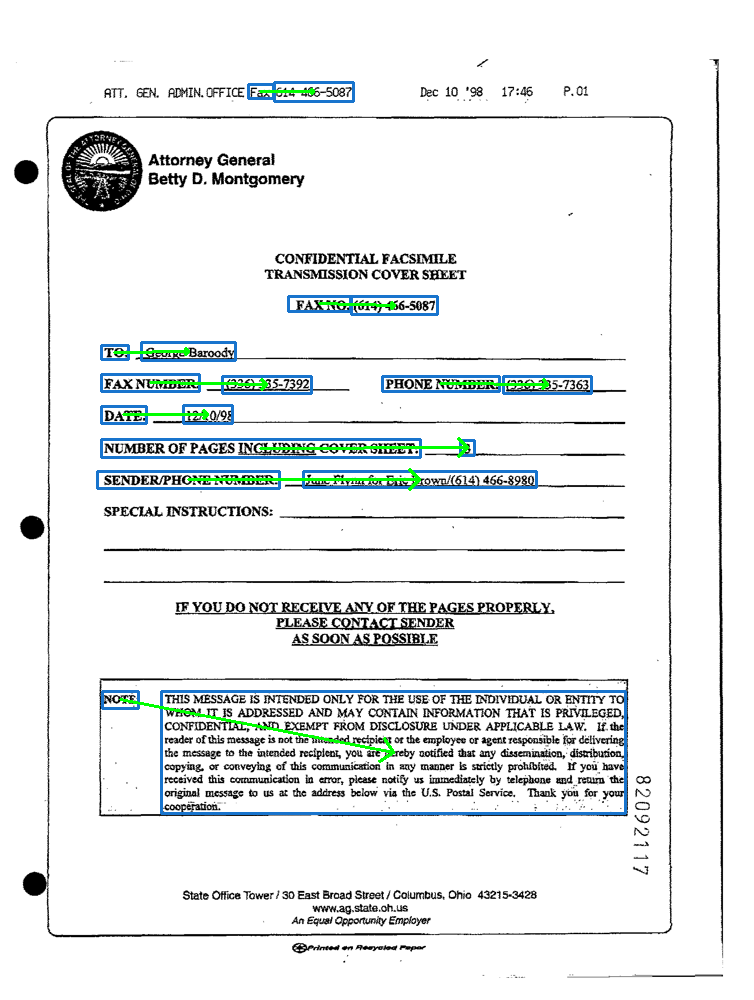 ATT. GEN. ADMIN. OFFICE Fax 614-466-5087 Dec 10 '98 17:46 P.01
Attorney General
Betty D. Montgomery
CONFIDENTIAL FACSIMILE
TRANSMISSION COVER SHEET
FAX NO. (614) 466-5087
TO: George Baroody
FAX NUMBER: (336) 335-7392 PHONE NUMBER: (336) 335-7363
DATE: 12/10/98
NUMBER OF PAGES INCLUDING COVER SHEET:
SENDER/PHONE NUMBER: June Flynn for Eric Brown/(614) 466-8980
SPECIAL INSTRUCTIONS:
IF YOU DO NOT RECEIVE ANY OF THE PAGES PROPERLY,
PLEASE CONTACT SENDER
AS SOON AS POSSIBLE
NOTE: THIS MESSAGE IS INTENDED ONLY FOR THE USE OF THE INDIVIDUAL OR ENTITY TO
WHOM IT IS ADDRESSED AND MAY CONTAIN INFORMATION THAT IS PRIVILEGED,
CONFIDENTIAL, AND EXEMPT FROM DISCLOSURE UNDER APPLICABLE LAW. If the
reader of this message is not the intended recipient or the employee or agent responsible for delivering
the message to the intended recipient, you are hereby notified that any dissemination, distribution,
copying, or conveying of this communication in any manner is strictly prohibited. If you have
received this communication in error, please notify us immediately by telephone and return the
original message to us at the address below via the U.S. Postal Service. Thank you for your
cooperation.
82092117
State Office Tower / 30 East Broad Street / Columbus, Ohio 43215-3428
www.ag.state.oh.us
An Equal Opportunity Employer
Printed on Recycled Paper